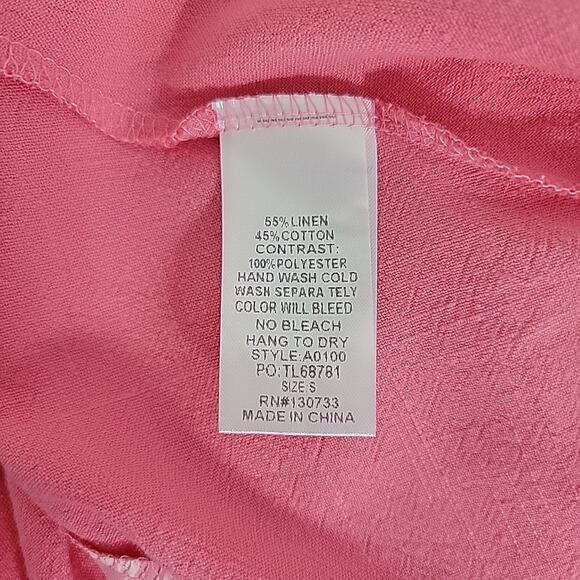 55%LINEN
45%COTTON
CONTRAST:
100%POLYESTER
HAND WASH COLD
WASH SEPARA TELY
COLOR WILL BLEED
NO BLEACH
HANG TO DRY
STYLE:A0100
PO:TL68781
SIZE:S
RN#130733
MADE IN CHINA